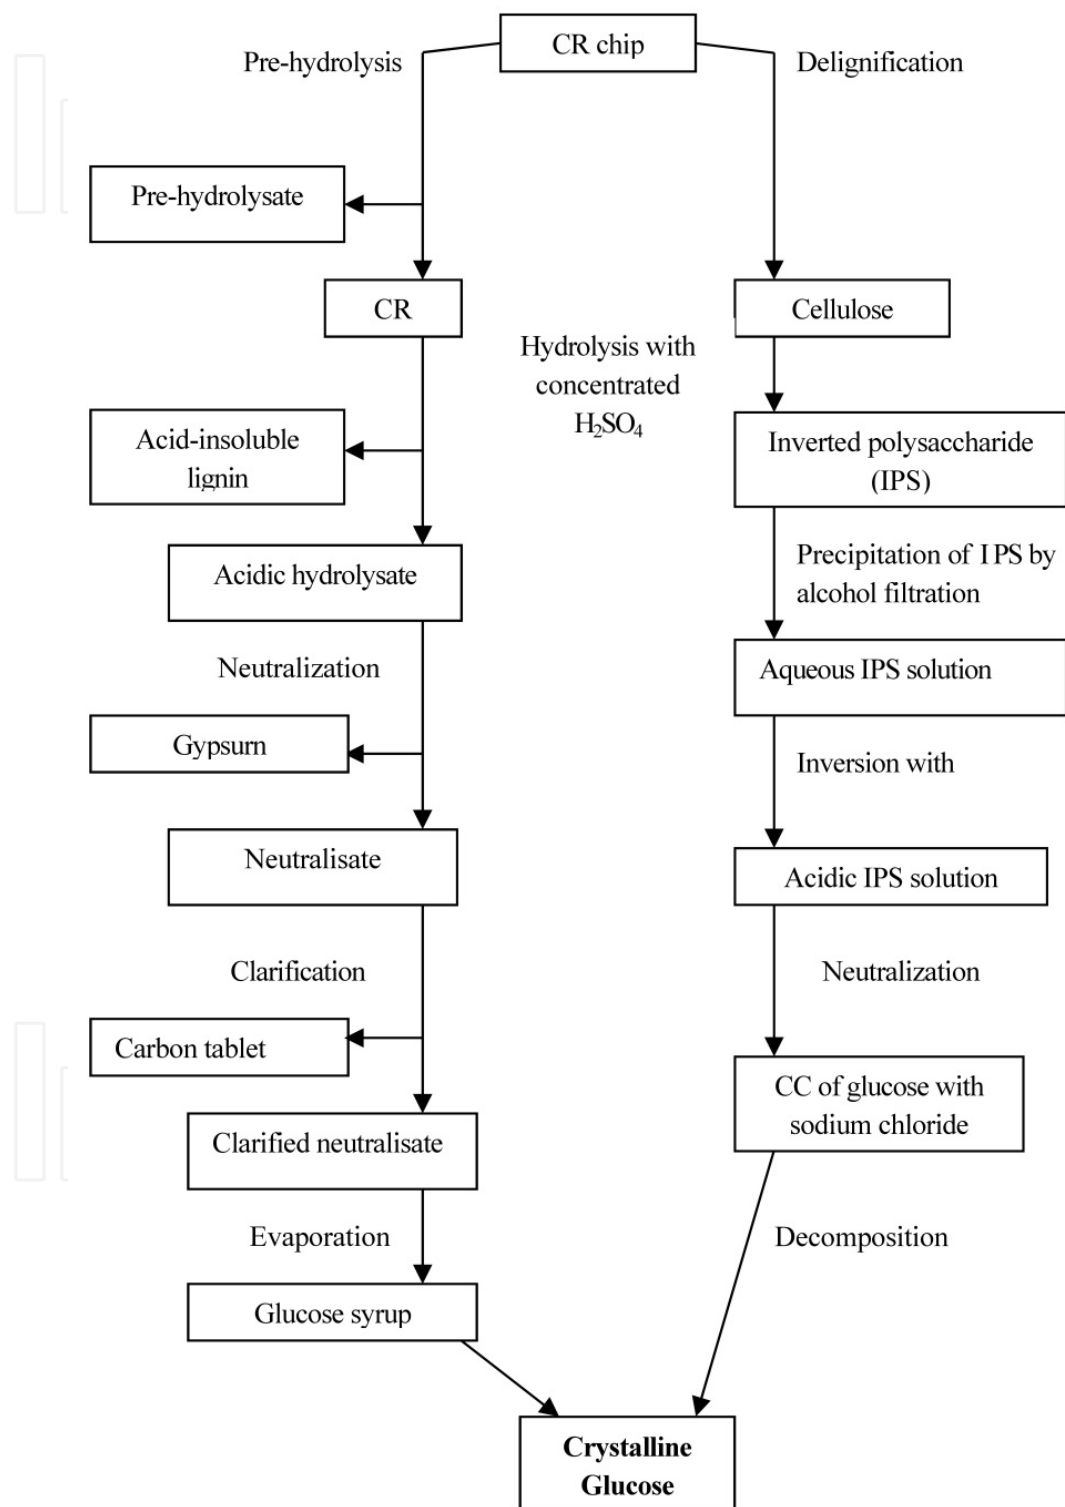 CR chip
Pre-hydrolysis
Delignification
Pre-hydrolysate
CR
Cellulose
Hydrolysis with
concentrated
H₂SO₄
Acid-insoluble
lignin
Inverted polysaccharide
(IPS)
Precipitation of IPS by
alcohol filtration
Acidic hydrolysate
Neutralization
Aqueous IPS solution
Gypsurn
Inversion with
Neutralisate
Acidic IPS solution
Clarification
Neutralization
Carbon tablet
CC of glucose with
sodium chloride
Clarified neutralisate
Evaporation
Decomposition
Glucose syrup
Crystalline
Glucose